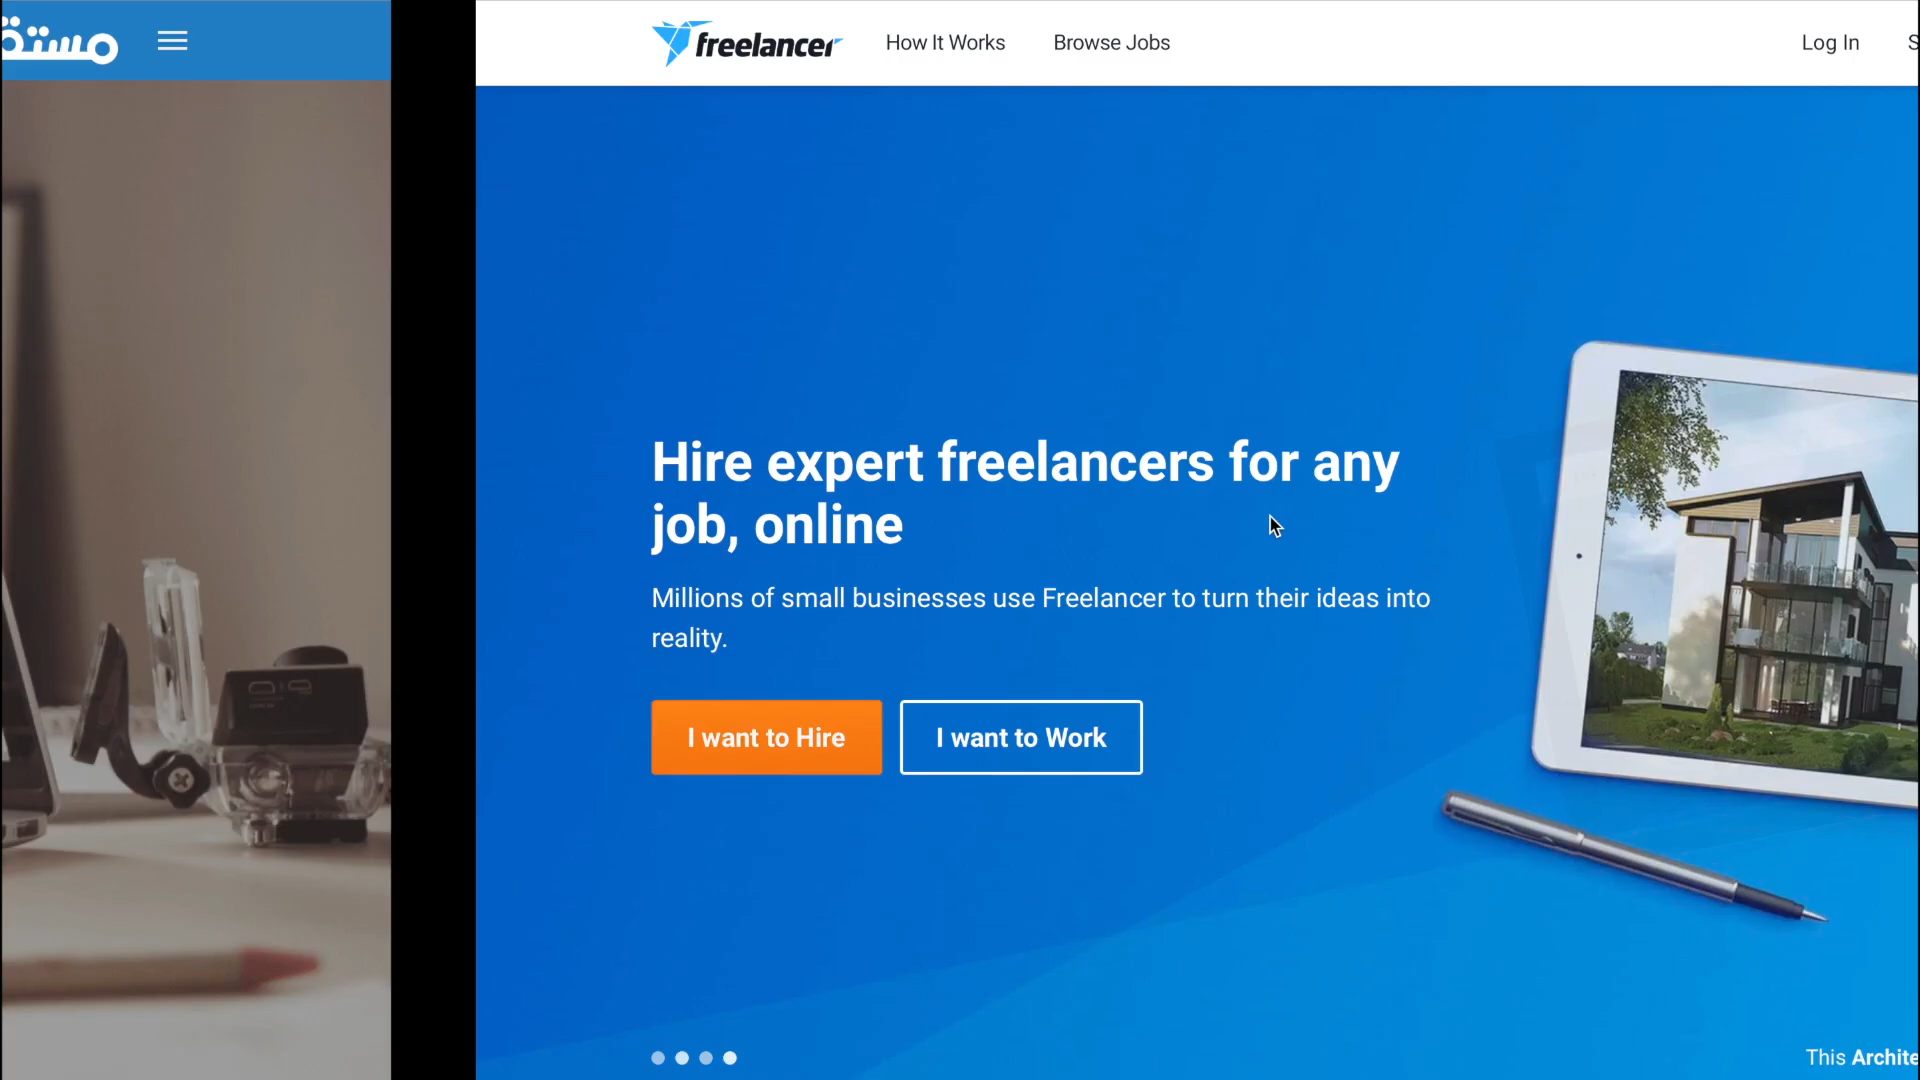 freelancer
How It Works
Browse Jobs
Log In
Hire expert freelancers for any
job, online
Millions of small businesses use Freelancer to turn their ideas into
reality.
I want to Hire
I want to Work
This